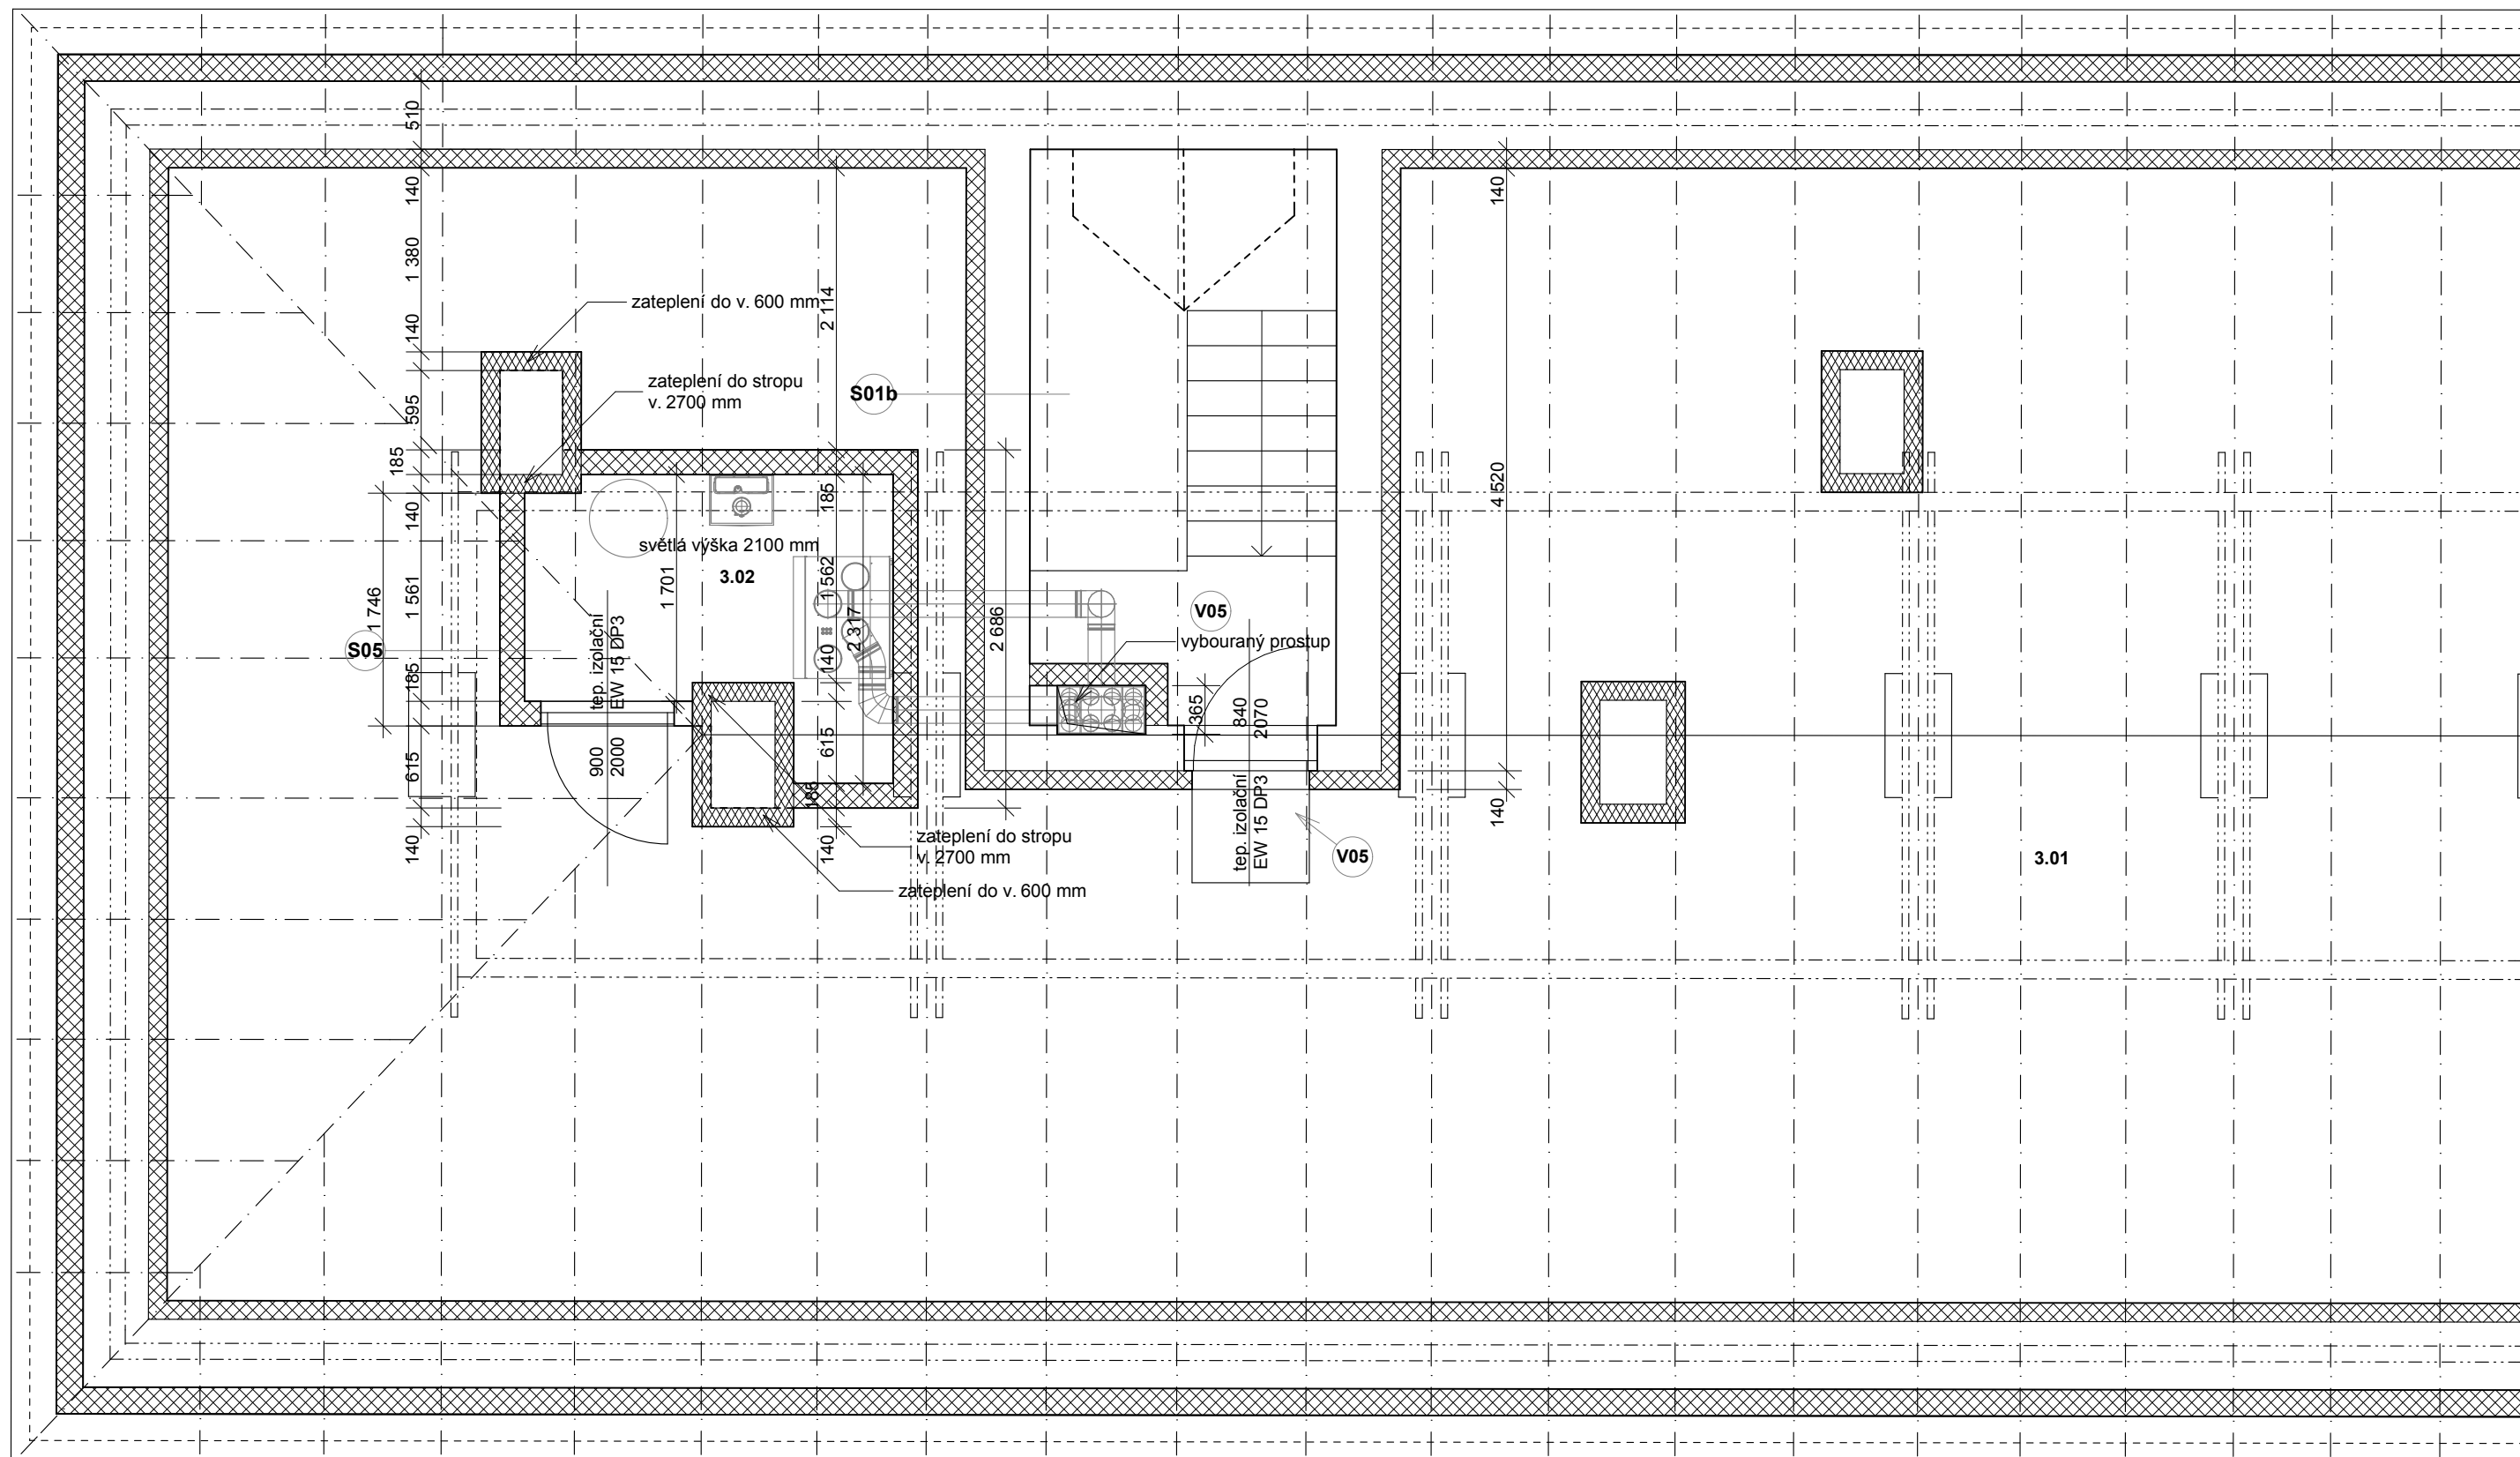 510
140
1 380
140
595
185
140
1 561
1 746
185
615
140
zateplení do v. 600 mm
zateplení do stropu
v. 2700 mm
2 114
S01b
185
světlá výška 2100 mm
3.02
1 701
1 562
2 317
140
615
185
140
S05
tep. izolační
EW 15 DP3
900
2000
2 686
zateplení do stropu
v. 2700 mm
zateplení do v. 600 mm
V05
vybouraný prostup
365
840
2070
tep. izolační
EW 15 DP3
V05
140
4 520
140
3.01